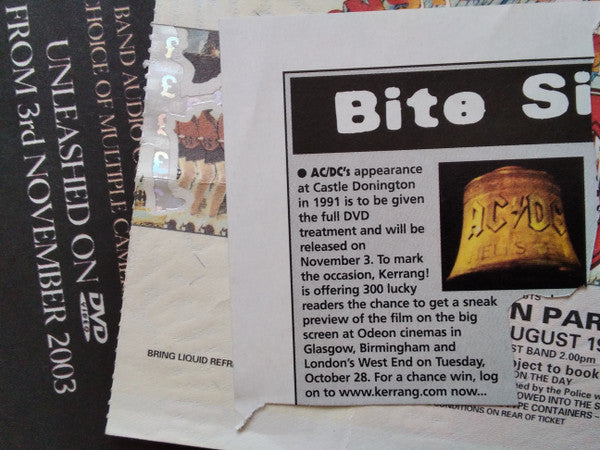 BAND AUDIO
CHOICE OF MULTIPLE
UNLEASHED ON DVD
VIDEO
FROM 3rd NOVEMBER 2003
BRING LIQUID REFR
Bite Si
● AC/DC's appearance
at Castle Donington
in 1991 is to be given
the full DVD
treatment and will be
released on
November 3. To mark
the occasion, Kerrang!
is offering 300 lucky
readers the chance to get a sneak
preview of the film on the big
screen at Odeon cinemas in
Glasgow, Birmingham and
London's West End on Tuesday,
October 28. For a chance win, log
on to www.kerrang.com now...
AC/DC
N PAR
UGUST 19
ST BAND 2.00pm
bject to book
ON THE DAY
ned by the Police w
LOWED INTO THE S
PE CONTAINERS –
CONDITIONS ON REAR OF TICKET